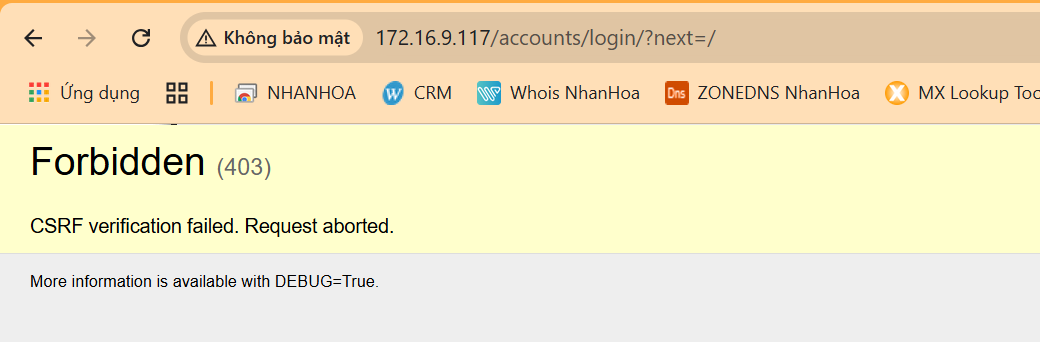 Không bảo mật 172.16.9.117/accounts/login/?next=/
Ứng dụng NHANHOA CRM Whois NhanHoa Dns ZONEDNS NhanHoa MX Lookup Too
Forbidden (403)
CSRF verification failed. Request aborted.
More information is available with DEBUG=True.